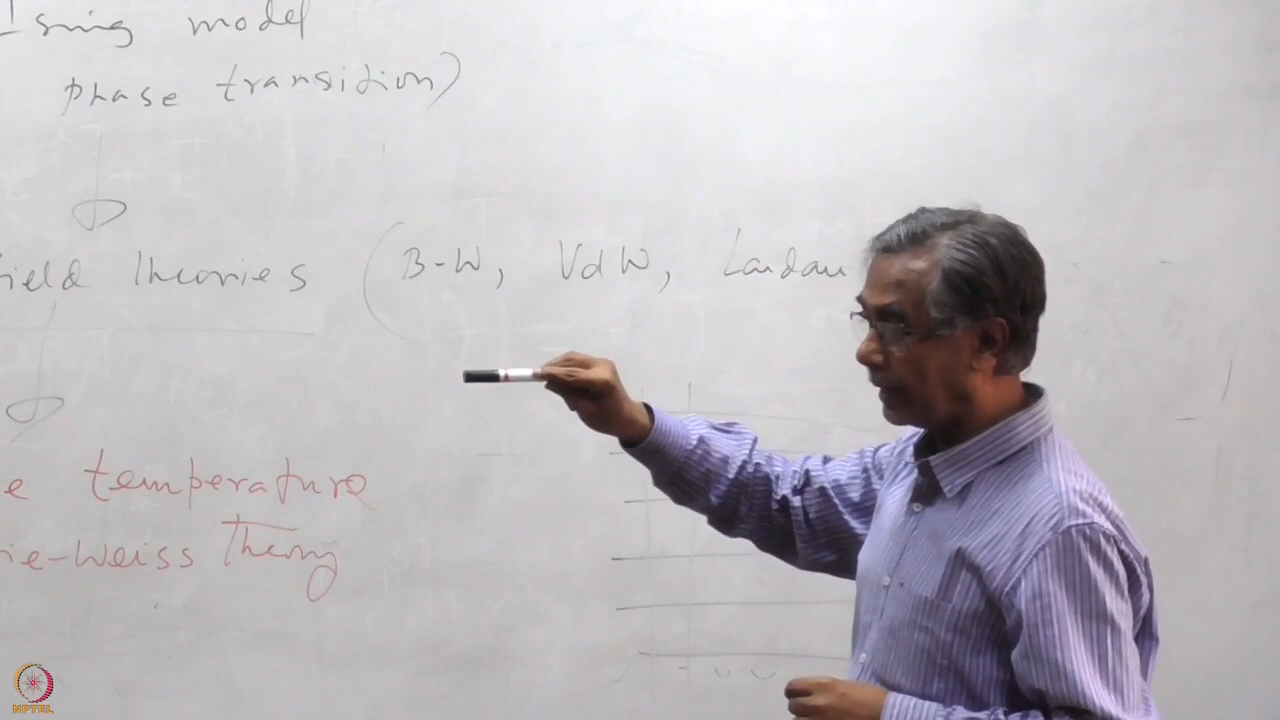 Ising model
phase transition)
ield theories (B-W, VdW, Landau
e temperature
ie-Weiss Theory
NPTEL